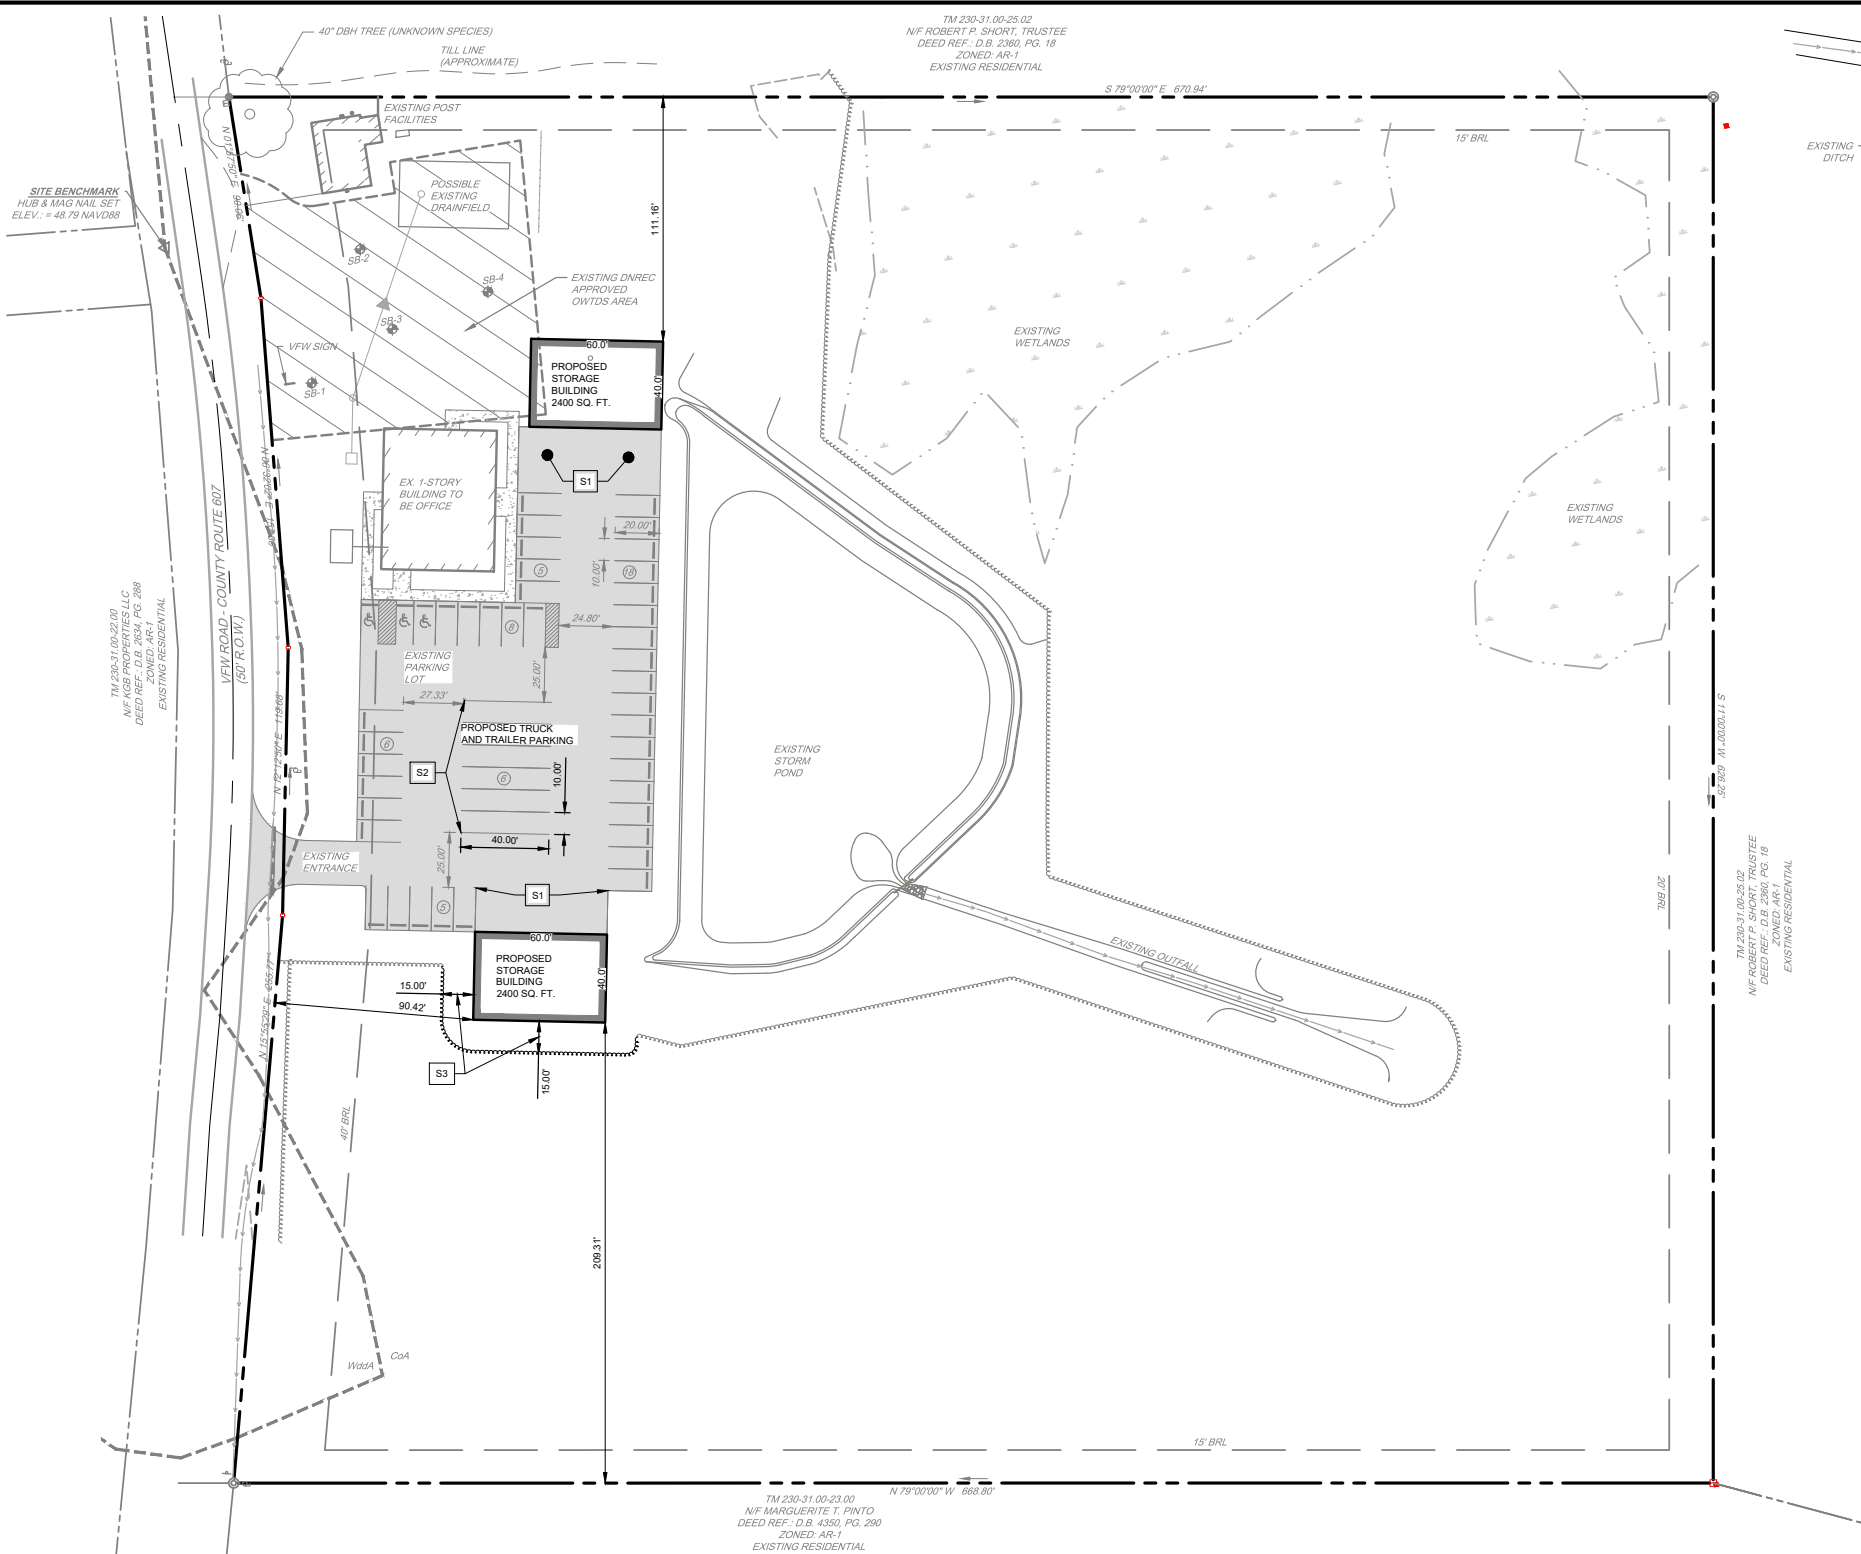 TM 230-31.00-25.02
N/F ROBERT P. SHORT, TRUSTEE
DEED REF.: D.B. 2360, PG. 18
ZONED: AR-1
EXISTING RESIDENTIAL
40" DBH TREE (UNKNOWN SPECIES)
TILL LINE
(APPROXIMATE)
S 79°00'00" E 670.94'
EXISTING POST
FACILITIES
15' BRL
EXISTING
DITCH
SITE BENCHMARK
HUB & MAG NAIL SET
ELEV.: = 48.79 NAVD88
POSSIBLE
EXISTING
DRAINFIELD
111.16'
SB-2
SB-4
EXISTING DNREC
APPROVED
OWTDS AREA
SB-3
VFW SIGN
SB-1
EXISTING
WETLANDS
60.0'
PROPOSED
STORAGE
BUILDING
2400 SQ. FT.
40.0'
S1
EX. 1-STORY
BUILDING TO
BE OFFICE
EXISTING
WETLANDS
20.00'
10.00'
5
18
8
24.80'
VFW ROAD - COUNTY ROUTE 607
(50' R.O.W.)
TM 230-31.00-22.00
N/F KGB PROPERTIES LLC
DEED REF.: D.B. 2634, PG. 288
ZONED: AR-1
EXISTING RESIDENTIAL
EXISTING
PARKING
LOT
25.00'
27.33'
N 12°12'50" E 119.68'
PROPOSED TRUCK
AND TRAILER PARKING
6
S2
6
10.00'
40.00'
25.00'
EXISTING
STORM
POND
S 11°00'00" W 626.25'
EXISTING
ENTRANCE
S1
5
20' BRL
TM 230-31.00-25.02
N/F ROBERT P. SHORT, TRUSTEE
DEED REF.: D.B. 2360, PG. 18
ZONED: AR-1
EXISTING RESIDENTIAL
60.0'
PROPOSED
STORAGE
BUILDING
2400 SQ. FT.
40.0'
EXISTING OUTFALL
15.00'
90.42'
S3
15.00'
40' BRL
209.31'
WddA
CoA
15' BRL
N 79°00'00" W 668.80'
TM 230-31.00-23.00
N/F MARGUERITE T. PINTO
DEED REF.: D.B. 4350, PG. 290
ZONED: AR-1
EXISTING RESIDENTIAL